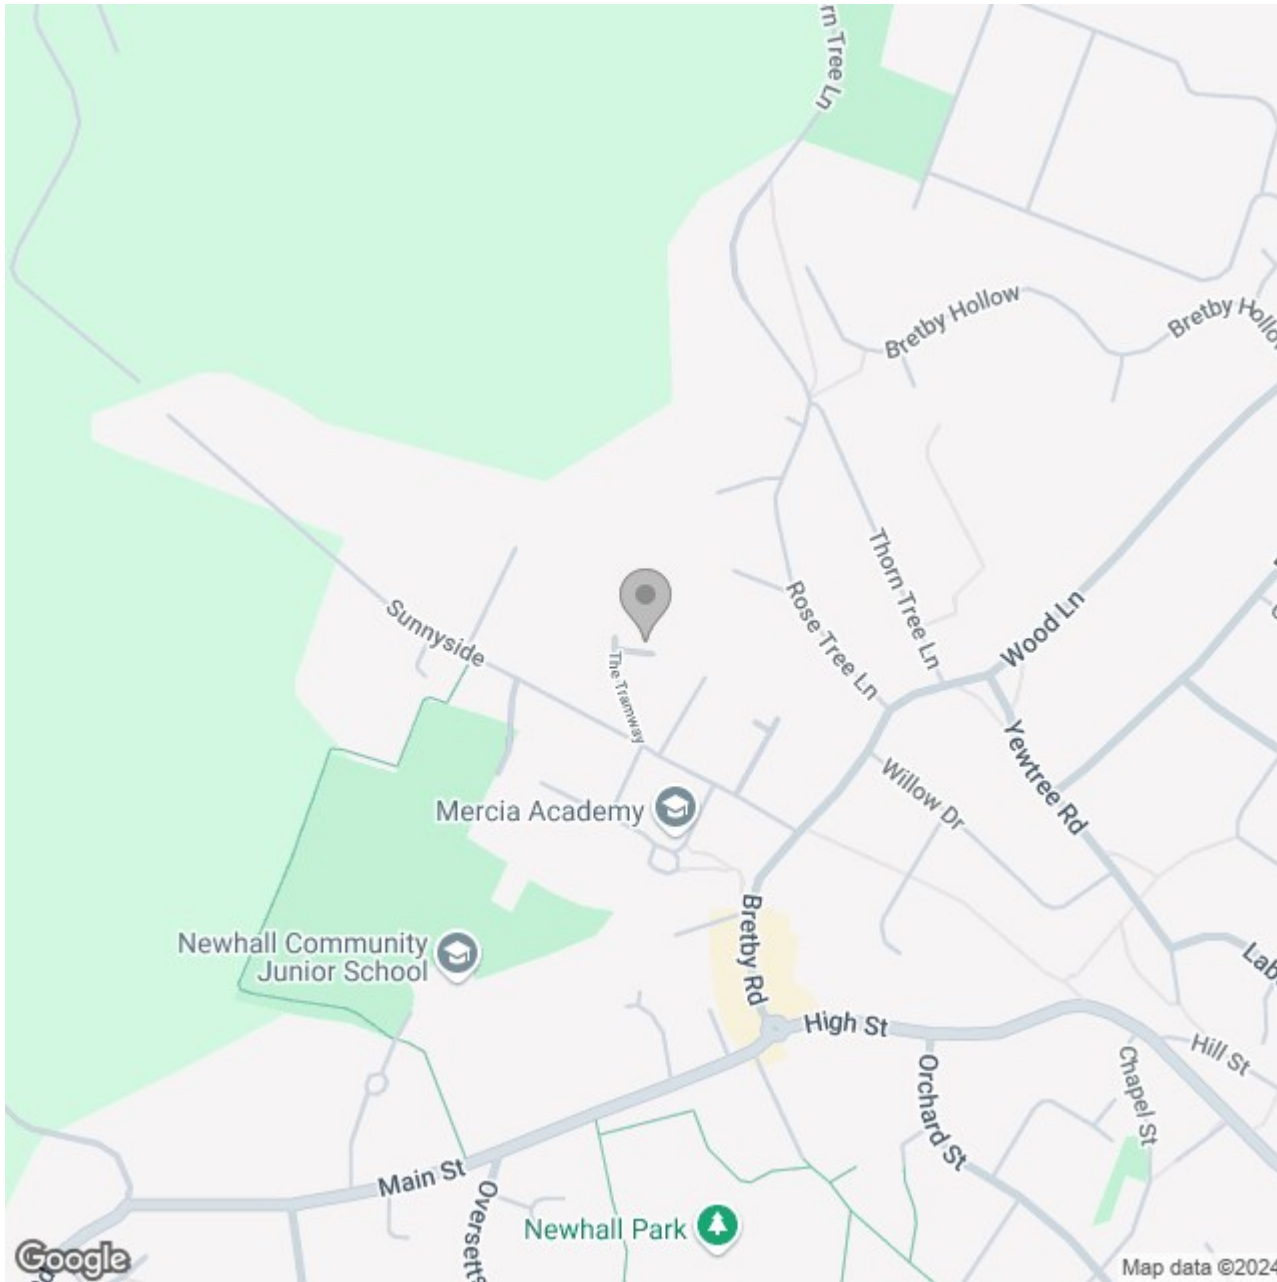 rn Tree Ln
Bretby Hollow
Bretby Hollow
Sunnyside
The Tramway
Rose Tree Ln
Thorn Tree Ln
Wood Ln
Yewtree Rd
Willow Dr
Mercia Academy
Newhall Community
Junior School
Bretby Rd
High St
Lab
Hill St
Chapel St
Orchard St
Main St
Oversetts
Newhall Park
Google
Map data ©2024